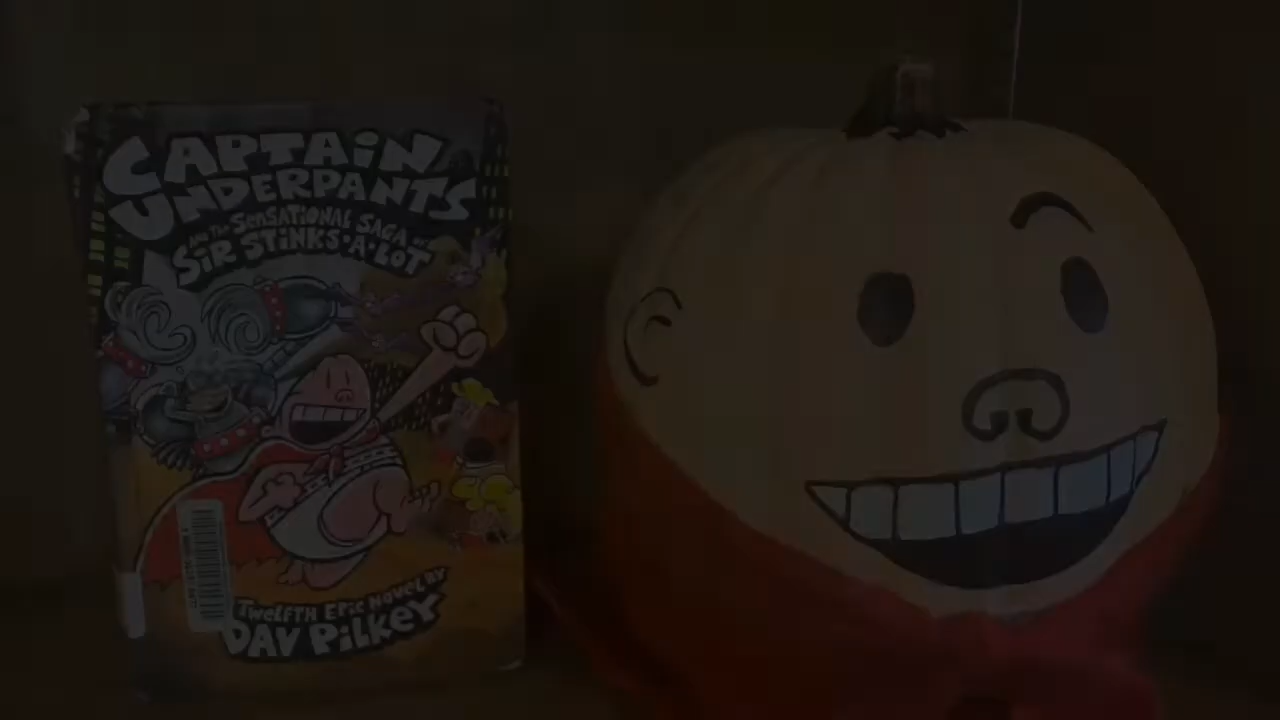 CAPTAIN
UNDERPANTS
AND THE SENSATIONAL SAGA OF
SIR STINKS-A-LOT
TWELFTH EPIC NOVEL BY
DAV PILKEY